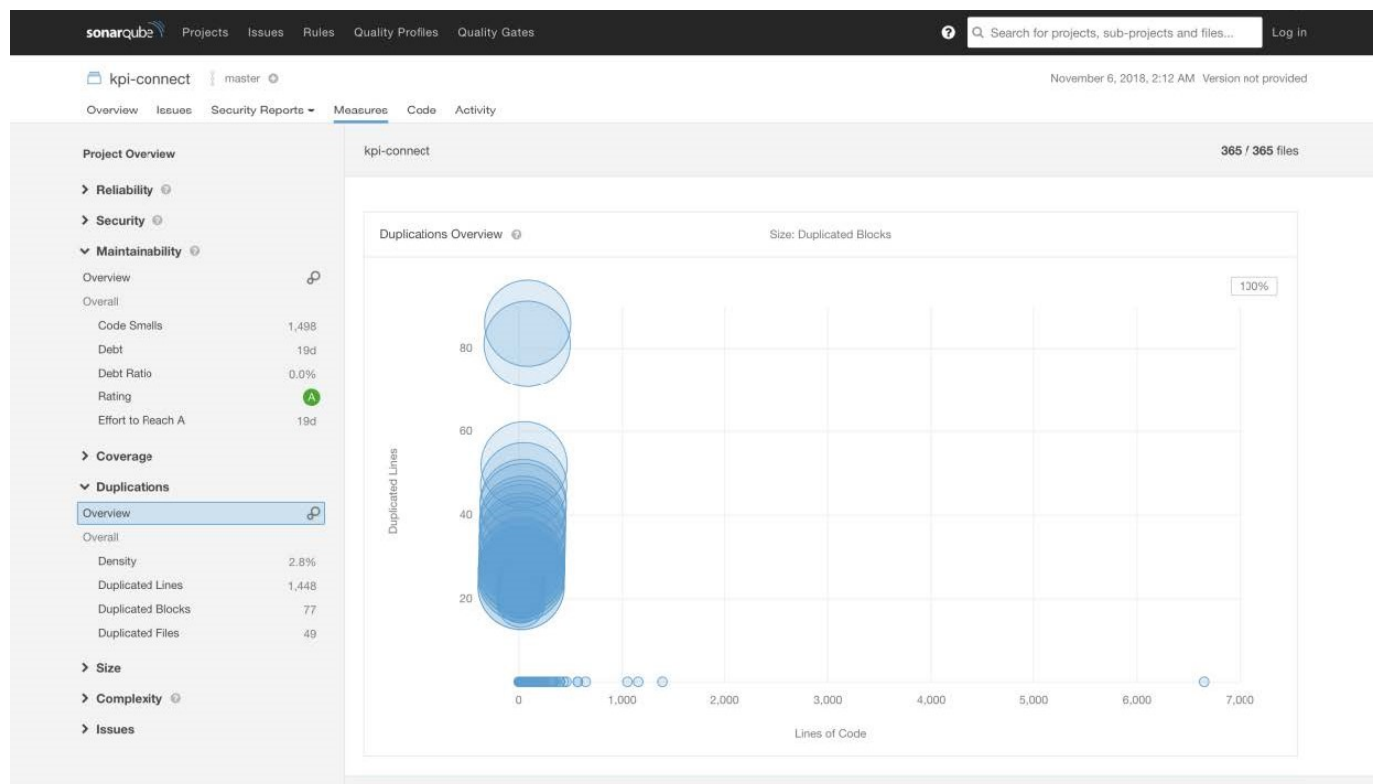 sonarqube Projects Issues Rules Quality Profiles Quality Gates ? Search for projects, sub-projects and files... Log in
kpi-connect master November 6, 2018, 2:12 AM Version not provided
Overview Issues Security Reports Measures Code Activity
Project Overview
Reliability ?
Security ?
Maintainability ?
Overview
Overall
Code Smells 1,498
Debt 19d
Debt Ratio 0.0%
Rating A
Effort to Reach A 19d
Coverage
Duplications
Overview
Overall
Density 2.8%
Duplicated Lines 1,448
Duplicated Blocks 77
Duplicated Files 49
Size
Complexity ?
Issues
kpi-connect 365 / 365 files
Duplications Overview ? Size: Duplicated Blocks
100%
80
60
40
20
Duplicated Lines
0 1,000 2,000 3,000 4,000 5,000 6,000 7,000
Lines of Code